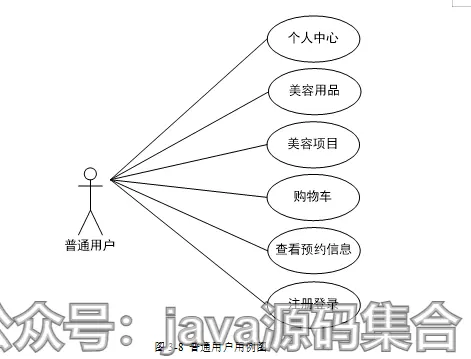 个人中心
美容用品
美容项目
购物车
查看预约信息
注册登录
普通用户
公众号：java源码集合
图 3-8 普通用户用例图